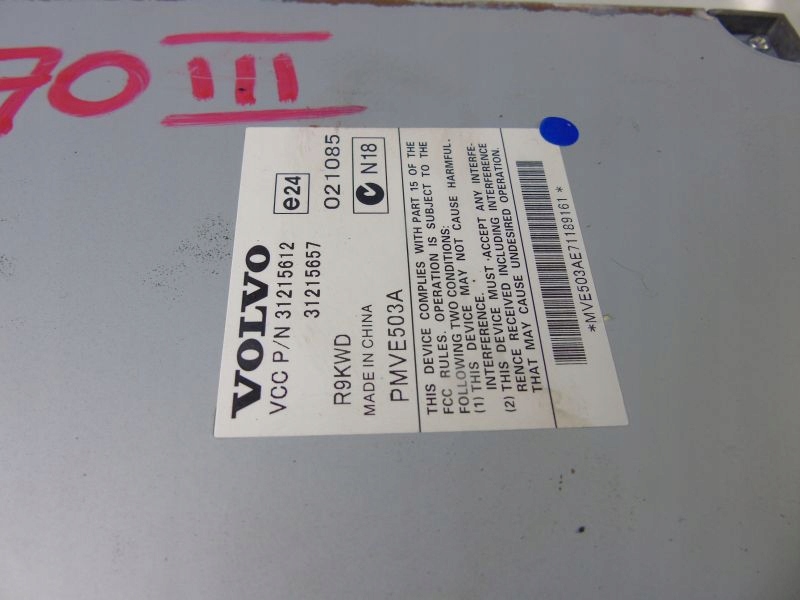 70 III
VOLVO
VCC P/N 31215612
31215657
e24
021085
R9KWD
N18
MADE IN CHINA
PMVE503A
THIS DEVICE COMPLIES WITH PART 15 OF THE
FCC RULES. OPERATION IS SUBJECT TO THE
FOLLOWING TWO CONDITIONS:
(1) THIS DEVICE MAY NOT CAUSE HARMFUL
INTERFERENCE.
(2) THIS DEVICE MUST ACCEPT ANY INTERFE-
RENCE RECEIVED INCLUDING INTERFERENCE
THAT MAY CAUSE UNDESIRED OPERATION.
*MVE503AE71189161*